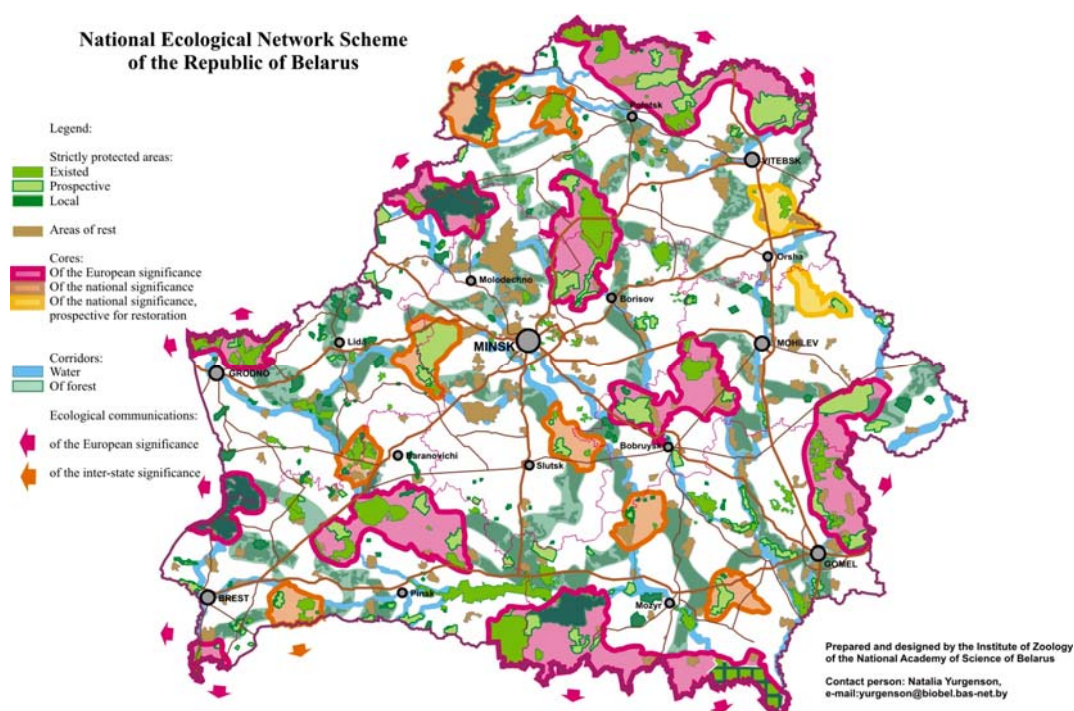 National Ecological Network Scheme
of the Republic of Belarus
Legend:
Strictly protected areas:
Existed
Prospective
Local
Areas of rest
Cores:
Of the European significance
Of the national significance
Of the national significance,
prospective for restoration
Corridors:
Water
Of forest
Ecological communications:
of the European significance
of the inter-state significance
Polotsk
VITEBSK
Orsha
Molodechno
Borisov
MINSK
Lida
MOHILEV
GRODNO
Bobruysk
Baranovichi
Slutsk
GOMEL
BREST
Pinsk
Mozyr
Prepared and designed by the Institute of Zoology
of the National Academy of Science of Belarus
Contact person: Natalia Yurgenson,
e-mail:yurgenson@biobel.bas-net.by